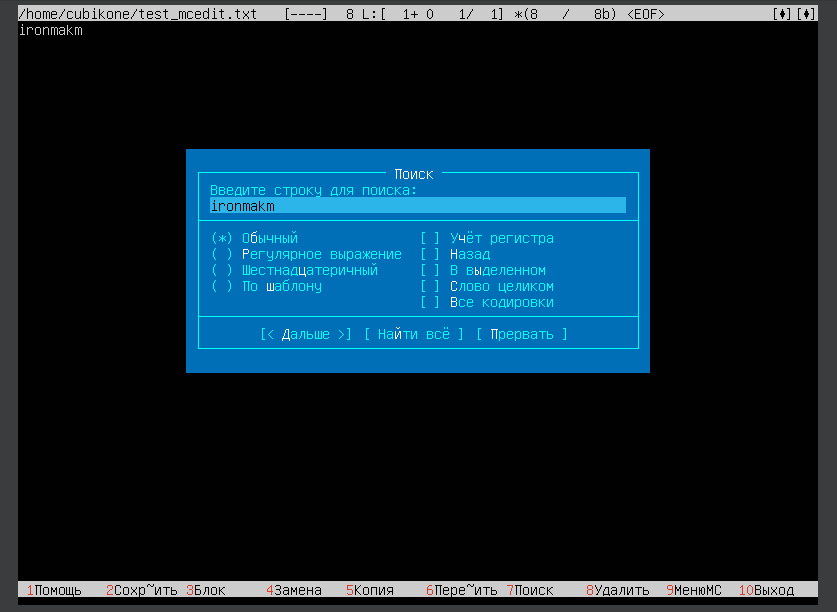 /home/cubikone/test_mcedit.txt [----] 8 L:[ 1+ 0 1/ 1] *(8 / 8b) <EOF> [♦][♦]
ironmakm
Поиск
Введите строку для поиска:
ironmakm
(*) Обычный [ ] Учёт регистра
( ) Регулярное выражение [ ] Назад
( ) Шестнадцатеричный [ ] В выделенном
( ) По шаблону [ ] Слово целиком
[ ] Все кодировки
[< Дальше >] [ Найти всё ] [ Прервать ]
1Помощь 2Сохр~ить 3Блок 4Замена 5Копия 6Пере~ить 7Поиск 8Удалить 9МенюMC 10Выход